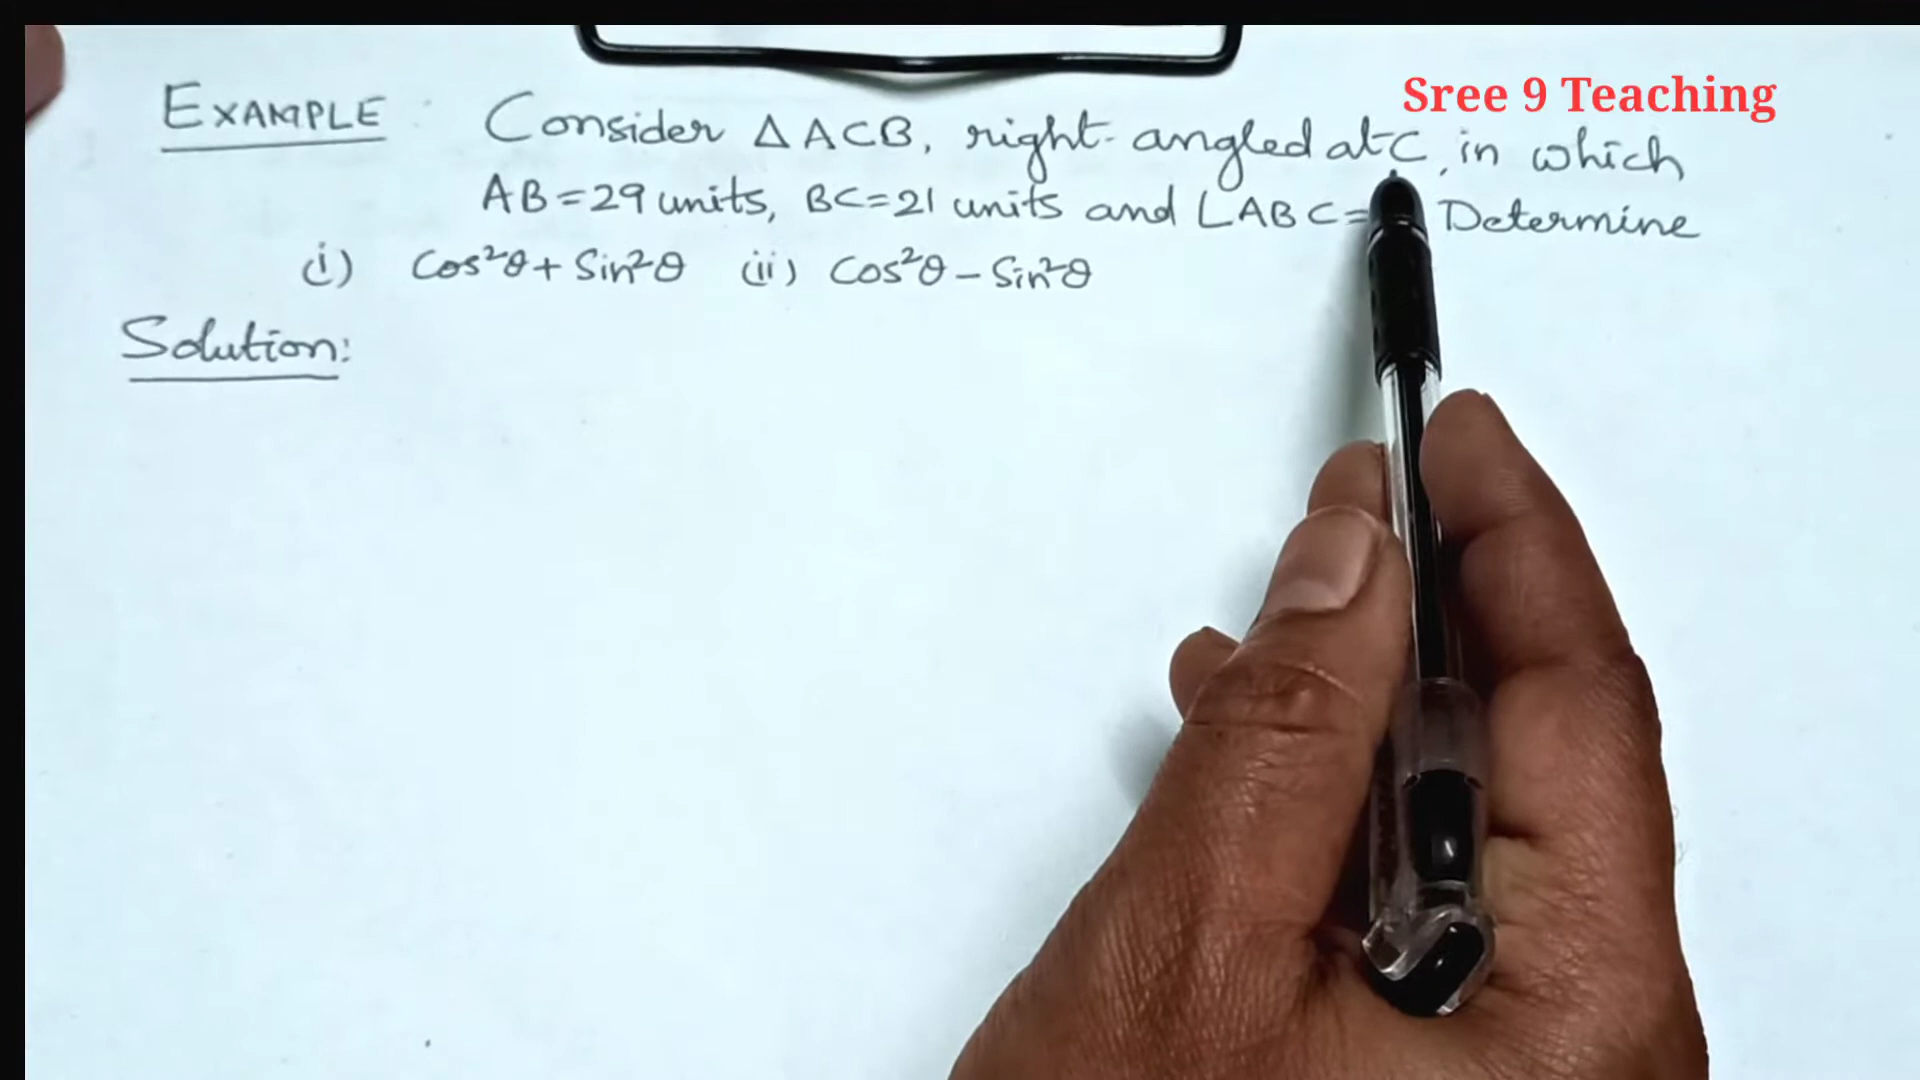 Sree 9 Teaching
EXAMPLE : Consider △ ACB, right-angled at C, in which
AB = 29 units, BC = 21 units and ∠ABC = Determine
(i) Cos²θ + Sin²θ (ii) Cos²θ - Sin²θ
Solution: